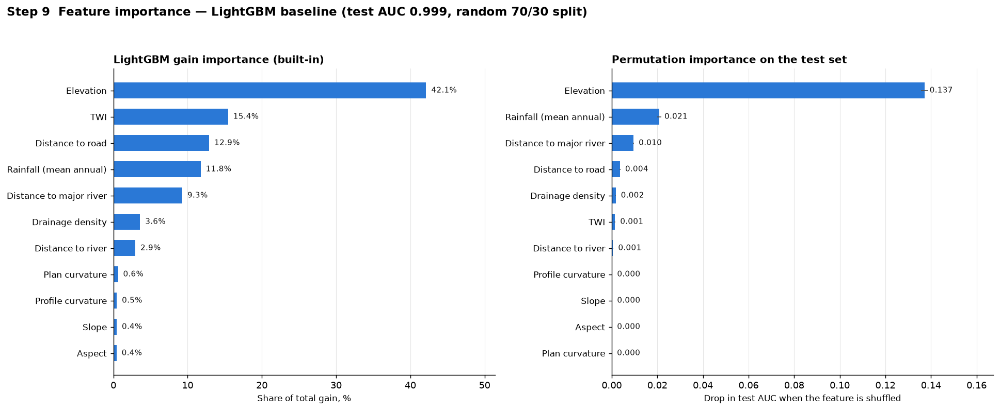 Step 9  Feature importance — LightGBM baseline (test AUC 0.999, random 70/30 split)
LightGBM gain importance (built-in)
Elevation 42.1%
TWI 15.4%
Distance to road 12.9%
Rainfall (mean annual) 11.8%
Distance to major river 9.3%
Drainage density 3.6%
Distance to river 2.9%
Plan curvature 0.6%
Profile curvature 0.5%
Slope 0.4%
Aspect 0.4%
0 10 20 30 40 50
Share of total gain, %
Permutation importance on the test set
Elevation 0.137
Rainfall (mean annual) 0.021
Distance to major river 0.010
Distance to road 0.004
Drainage density 0.002
TWI 0.001
Distance to river 0.001
Profile curvature 0.000
Slope 0.000
Aspect 0.000
Plan curvature 0.000
0.00 0.02 0.04 0.06 0.08 0.10 0.12 0.14 0.16
Drop in test AUC when the feature is shuffled